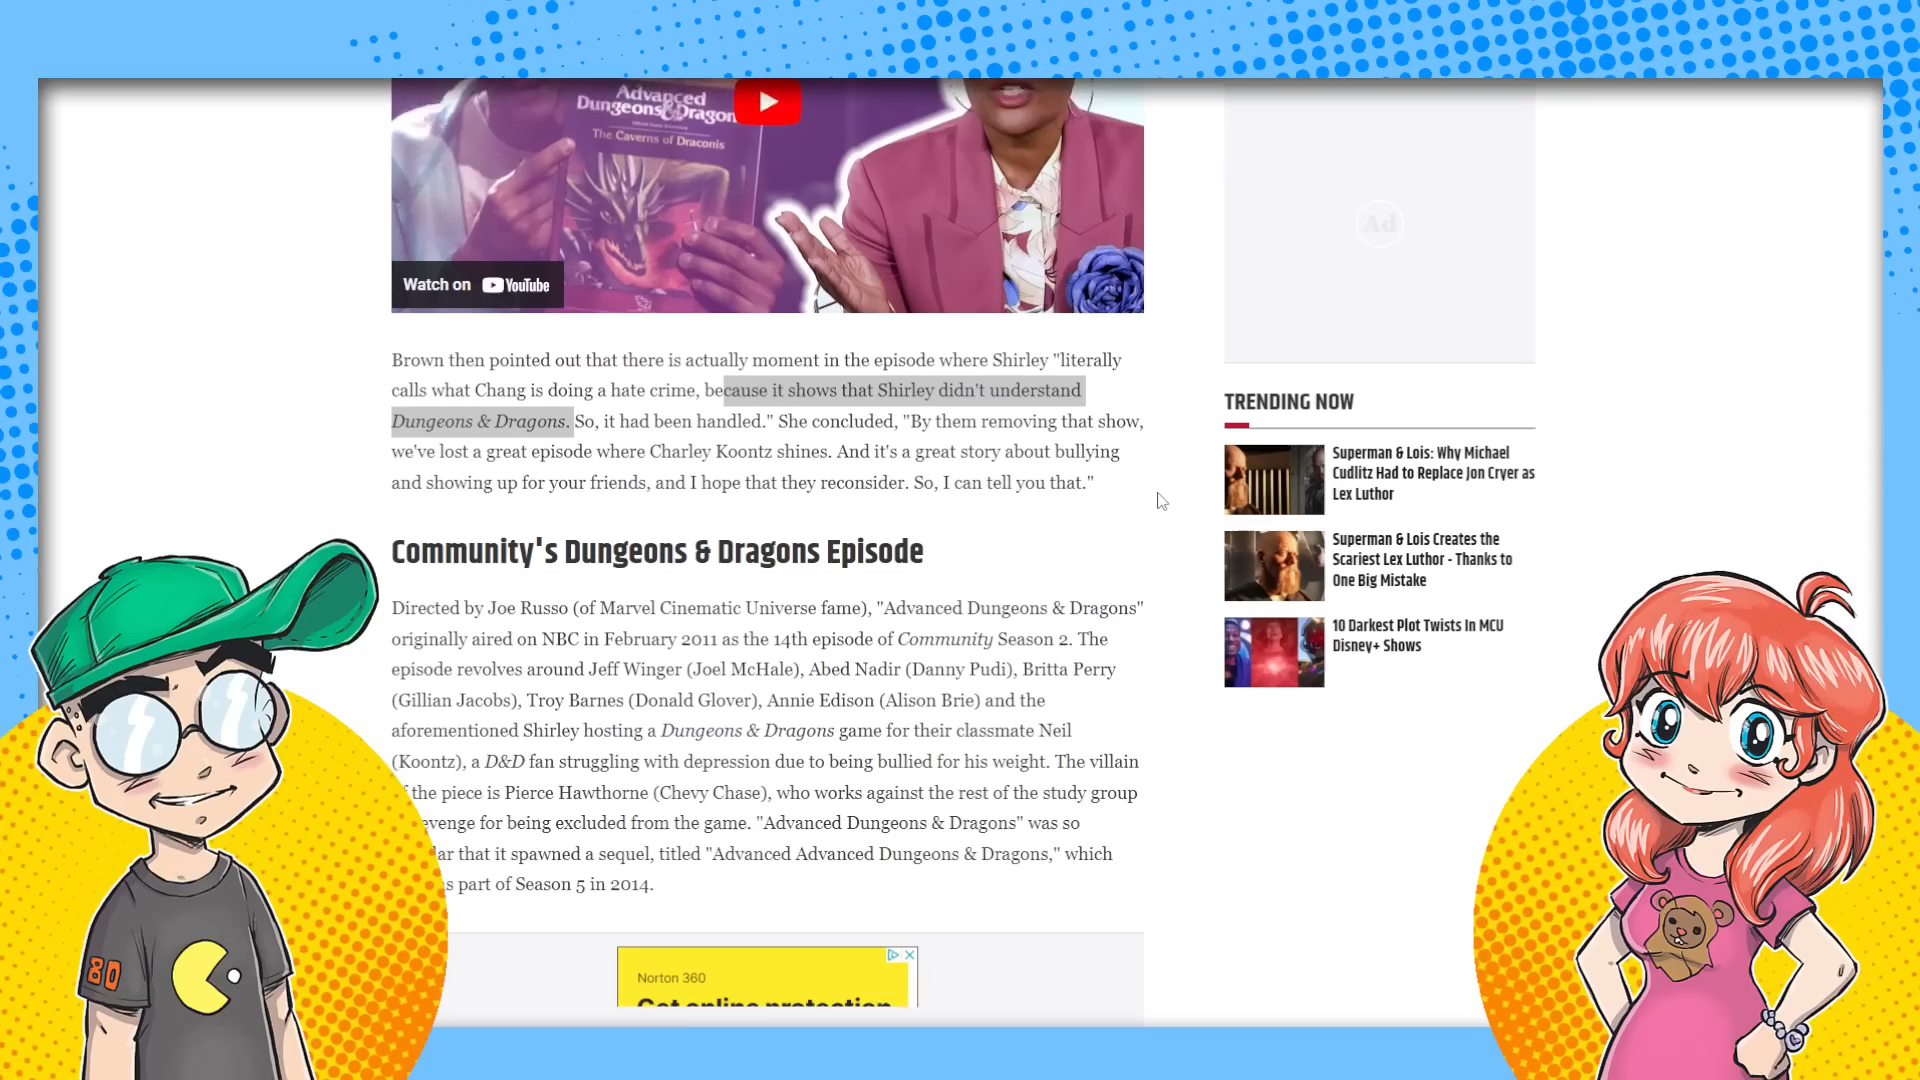 Advanced
Dungeons & Dragon
The Caverns of Draconis
Watch on YouTube
Ad
Brown then pointed out that there is actually moment in the episode where Shirley "literally
calls what Chang is doing a hate crime, because it shows that Shirley didn't understand
Dungeons & Dragons. So, it had been handled." She concluded, "By them removing that show,
we've lost a great episode where Charley Koontz shines. And it's a great story about bullying
and showing up for your friends, and I hope that they reconsider. So, I can tell you that."
Community's Dungeons & Dragons Episode
Directed by Joe Russo (of Marvel Cinematic Universe fame), "Advanced Dungeons & Dragons"
originally aired on NBC in February 2011 as the 14th episode of Community Season 2. The
episode revolves around Jeff Winger (Joel McHale), Abed Nadir (Danny Pudi), Britta Perry
(Gillian Jacobs), Troy Barnes (Donald Glover), Annie Edison (Alison Brie) and the
aforementioned Shirley hosting a Dungeons & Dragons game for their classmate Neil
(Koontz), a D&D fan struggling with depression due to being bullied for his weight. The villain
the piece is Pierce Hawthorne (Chevy Chase), who works against the rest of the study group
evenge for being excluded from the game. "Advanced Dungeons & Dragons" was so
lar that it spawned a sequel, titled "Advanced Advanced Dungeons & Dragons," which
s part of Season 5 in 2014.
Norton 360
Get online protection
TRENDING NOW
Superman & Lois: Why Michael
Cudlitz Had to Replace Jon Cryer as
Lex Luthor
Superman & Lois Creates the
Scariest Lex Luthor - Thanks to
One Big Mistake
10 Darkest Plot Twists In MCU
Disney+ Shows
80